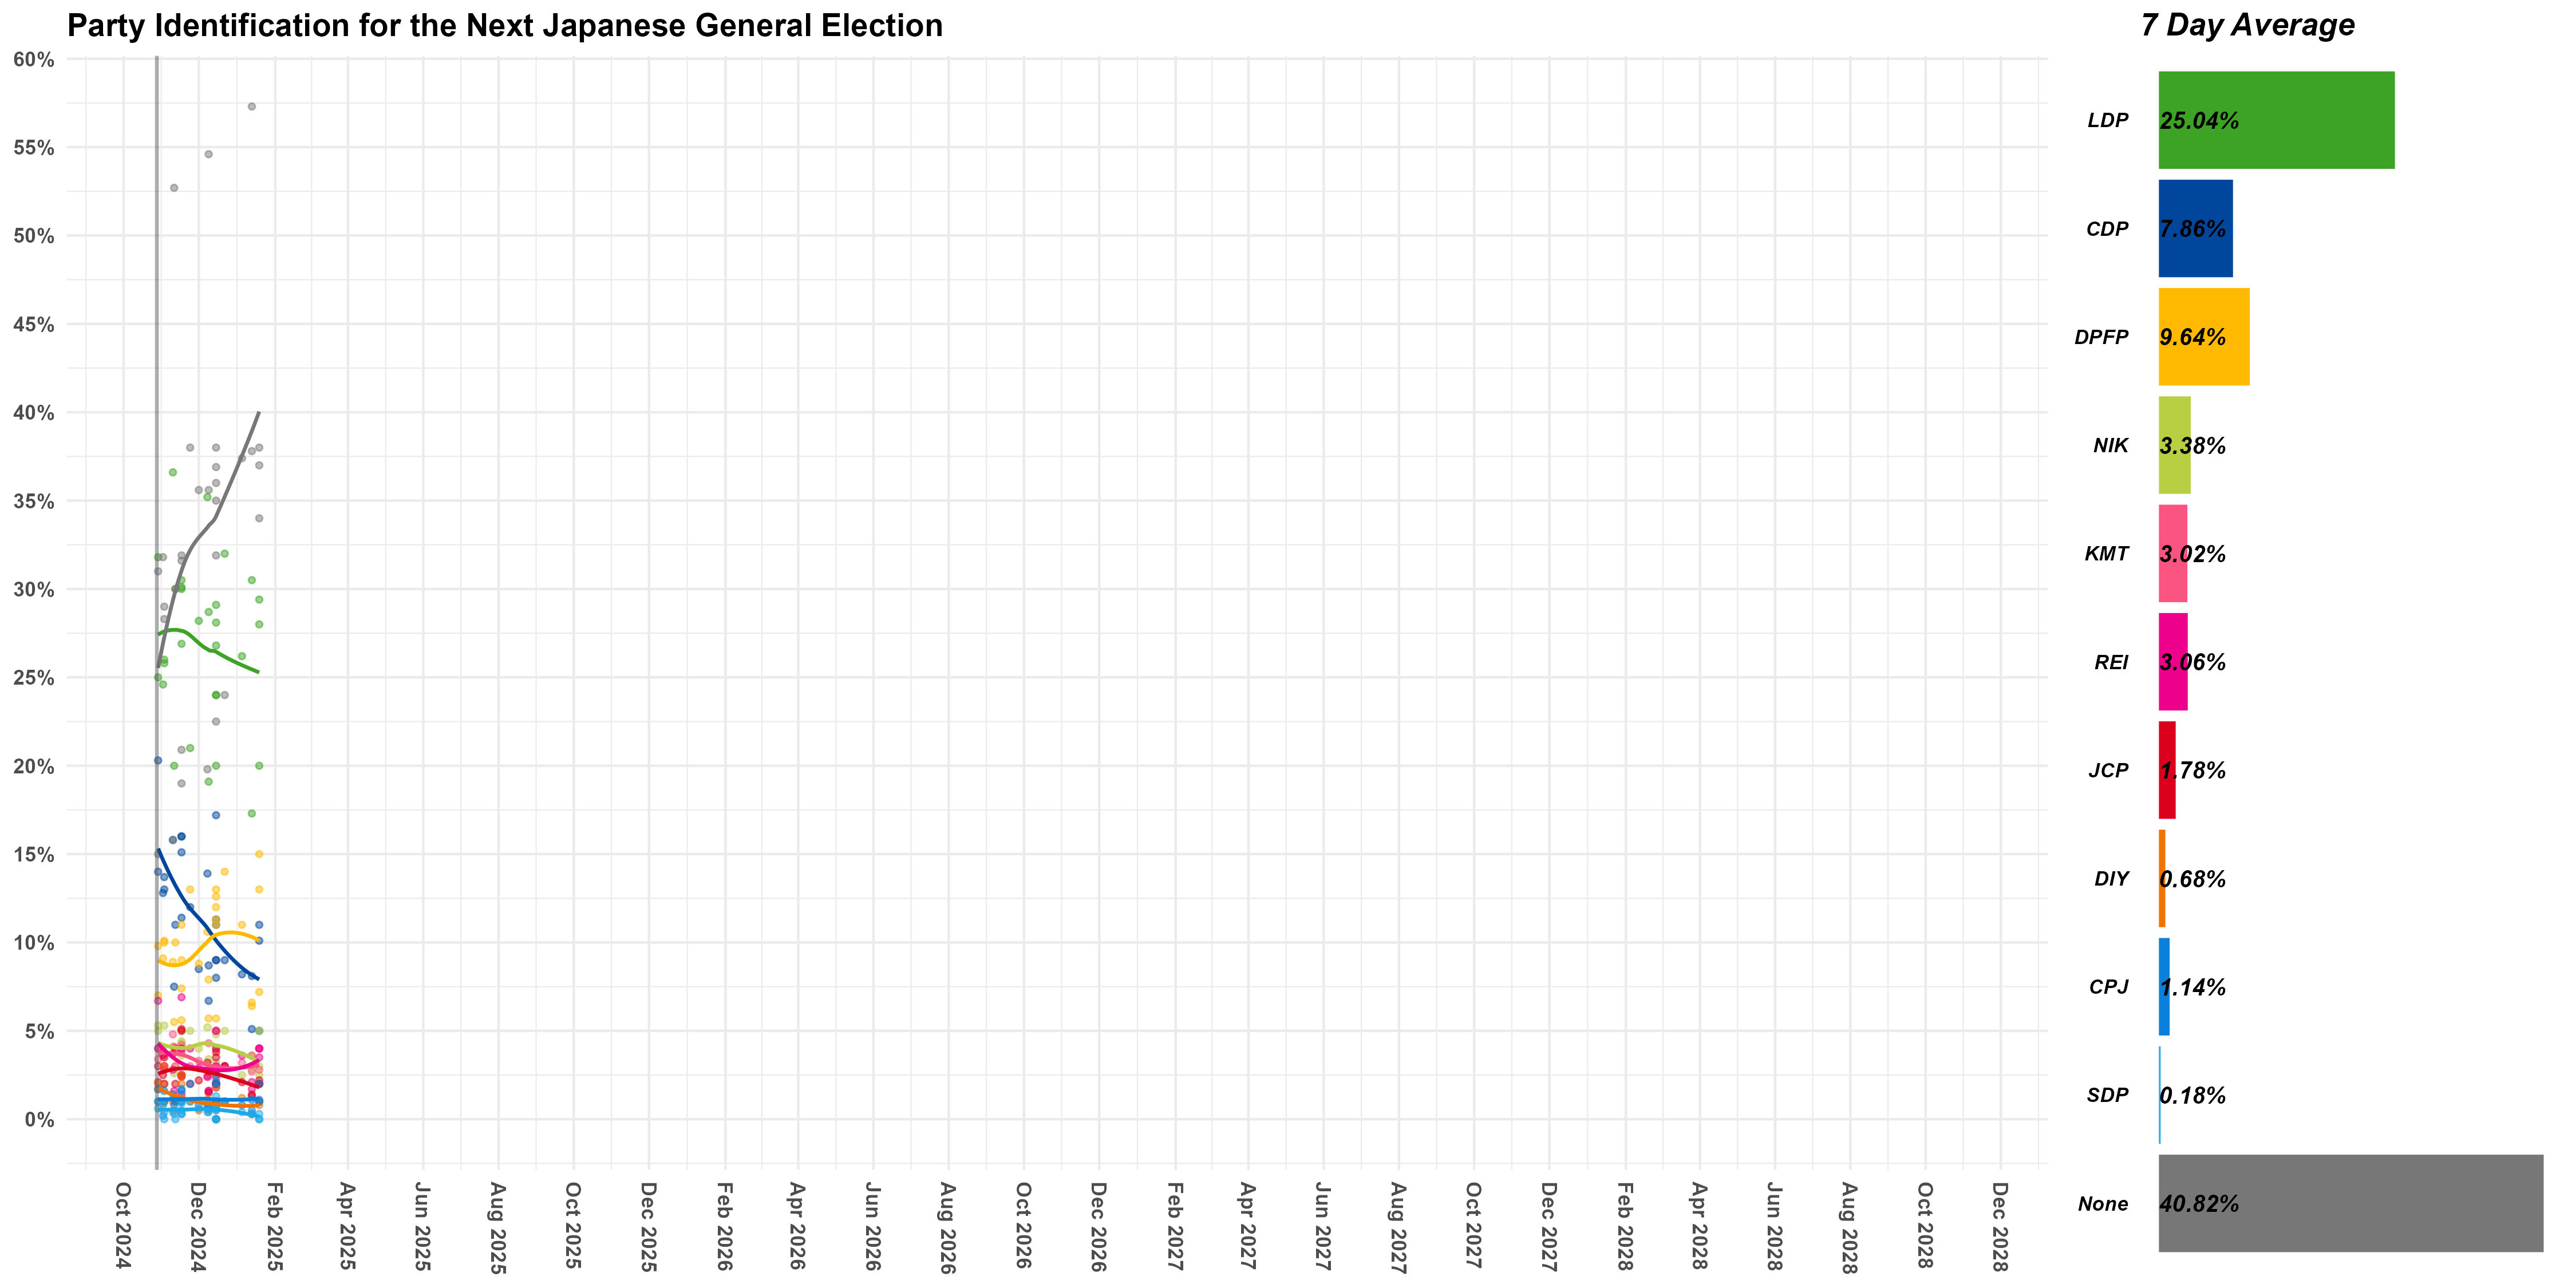 Party Identification for the Next Japanese General Election
7 Day Average
60%
55%
50%
45%
40%
35%
30%
25%
20%
15%
10%
5%
0%
Oct 2024
Dec 2024
Feb 2025
Apr 2025
Jun 2025
Aug 2025
Oct 2025
Dec 2025
Feb 2026
Apr 2026
Jun 2026
Aug 2026
Oct 2026
Dec 2026
Feb 2027
Apr 2027
Jun 2027
Aug 2027
Oct 2027
Dec 2027
Feb 2028
Apr 2028
Jun 2028
Aug 2028
Oct 2028
Dec 2028
LDP 25.04%
CDP 7.86%
DPFP 9.64%
NIK 3.38%
KMT 3.02%
REI 3.06%
JCP 1.78%
DIY 0.68%
CPJ 1.14%
SDP 0.18%
None 40.82%